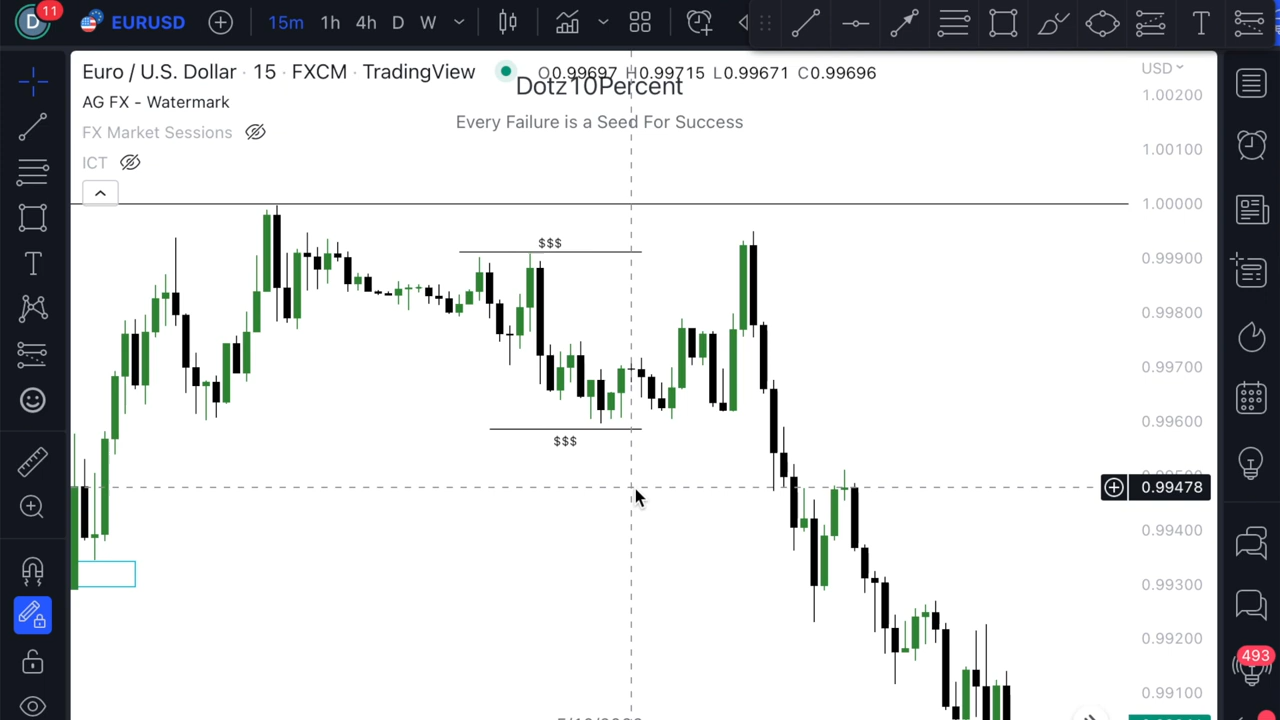 D 11 EURUSD 15m 1h 4h D W T
Euro / U.S. Dollar · 15 · FXCM · TradingView O0.99697 H0.99715 L0.99671 C0.99696
Dotz10Percent
AG FX - Watermark
Every Failure is a Seed For Success
FX Market Sessions
ICT
USD
1.00200
1.00100
1.00000
0.99900
0.99800
0.99700
0.99600
0.99478
0.99400
0.99300
0.99200
0.99100
$$$
$$$
T
493